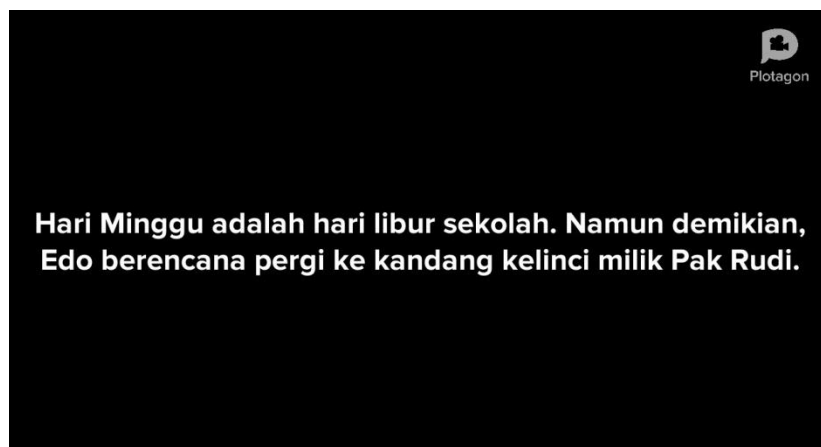 Plotagon
Hari Minggu adalah hari libur sekolah. Namun demikian,
Edo berencana pergi ke kandang kelinci milik Pak Rudi.